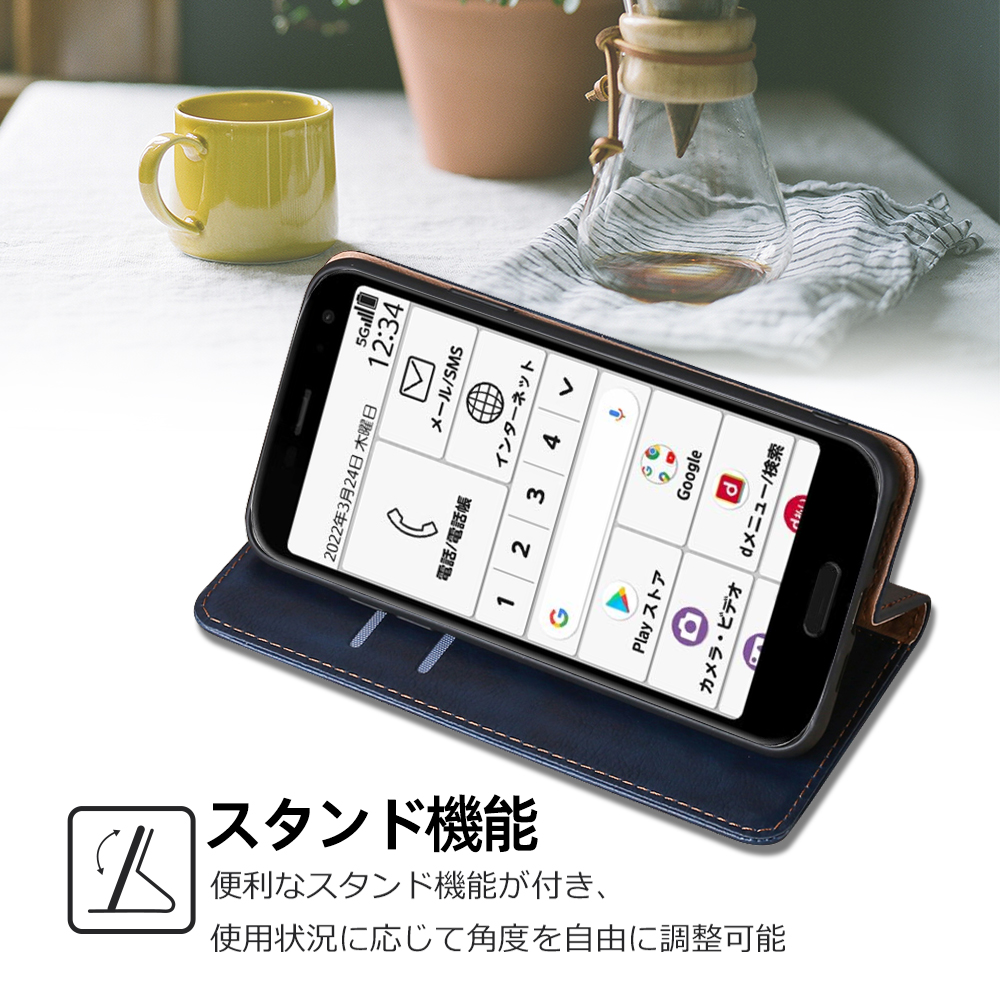 5G
12:34
2022年3月24日 木曜日
メール/SMS
電話/電話帳
インターネット
1
2
3
4
Google
Play ストア
dメニュー/検索
カメラ・ビデオ
d払い
スタンド機能
便利なスタンド機能が付き、
使用状況に応じて角度を自由に調整可能